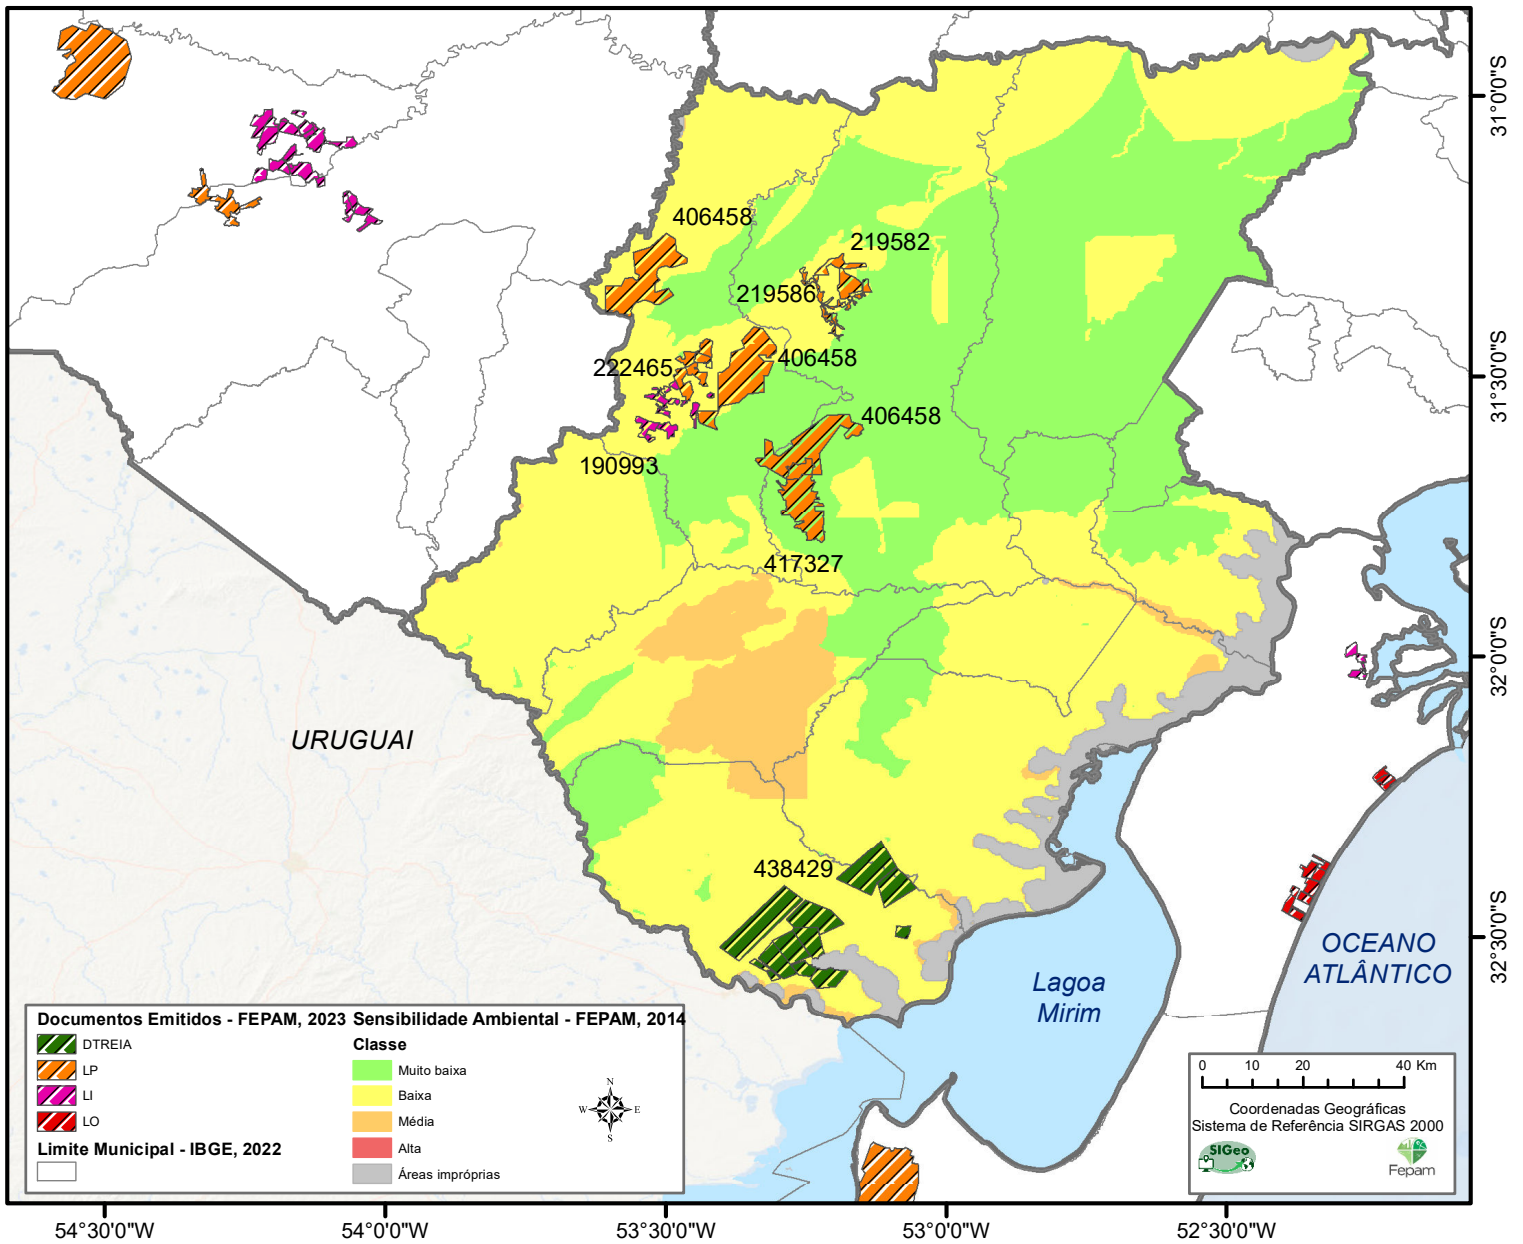 406458
219582
219586
406458
222465
406458
190993
417327
URUGUAI
438429
OCEANO
ATLÂNTICO
Lagoa
Mirim
31°0'0"S
31°30'0"S
32°0'0"S
32°30'0"S
Documentos Emitidos - FEPAM, 2023
DTREIA
LP
LI
LO
Limite Municipal - IBGE, 2022
Sensibilidade Ambiental - FEPAM, 2014
Classe
Muito baixa
Baixa
Média
Alta
Áreas impróprias
N
W E
S
0 10 20 40 Km
Coordenadas Geográficas
Sistema de Referência SIRGAS 2000
SIGeo
Fepam
54°30'0"W 54°0'0"W 53°30'0"W 53°0'0"W 52°30'0"W